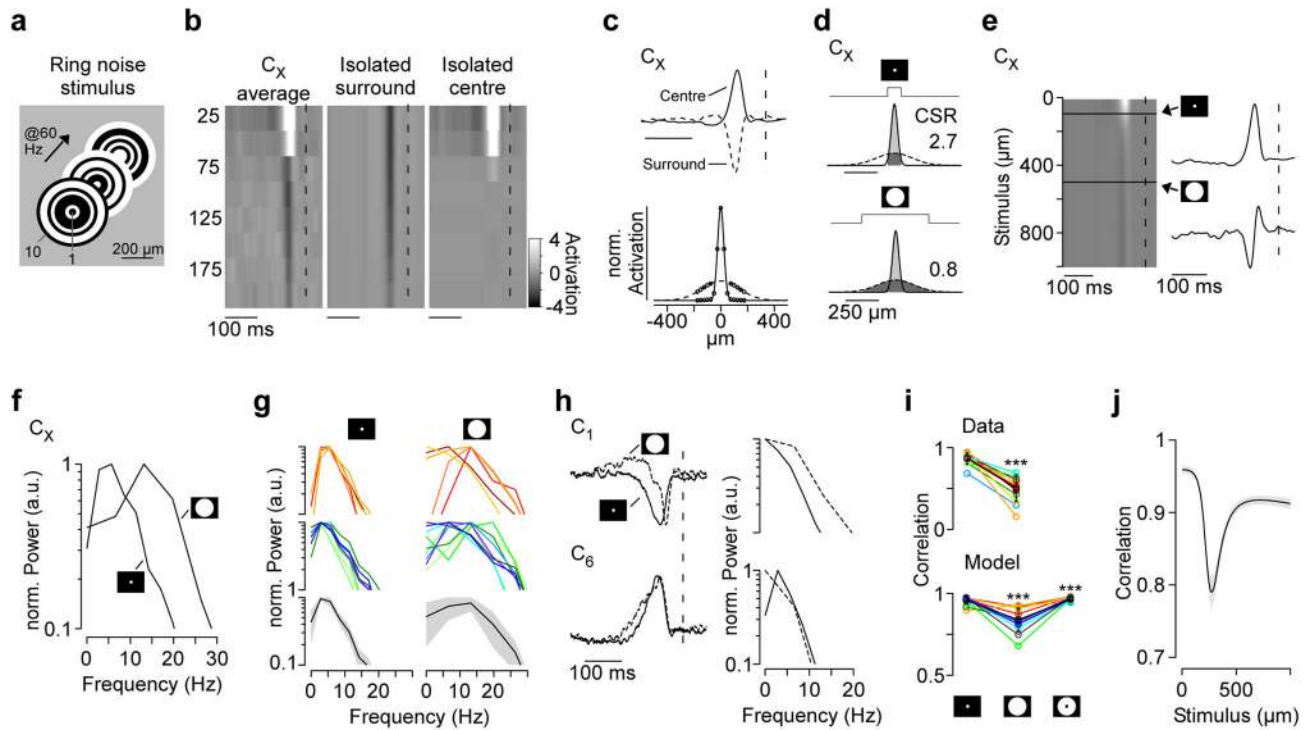 a
Ring noise
stimulus
@60
Hz
10
1
200 µm
b
CX
average
Isolated
surround
Isolated
centre
25
75
125
175
100 ms
4
0
-4
Activation
c
CX
Centre
Surround
norm.
Activation
-400
0
400
µm
d
CX
CSR
2.7
0.8
250 µm
e
CX
Stimulus (µm)
0
400
800
100 ms
100 ms
f
CX
Power (a.u.)
1
0.1
0
10
20
30
Frequency (Hz)
g
norm. Power (a.u.)
1
1
1
0.1
0
10
20
0
10
20
Frequency (Hz)
h
C1
C6
100 ms
norm. Power (a.u.)
1
1
0.1
0
10
20
Frequency (Hz)
i
Data
Correlation
1
0.5
0
***
Model
1
0.5
***
***
j
Correlation
1
0.9
0.8
0.7
0
500
Stimulus (µm)